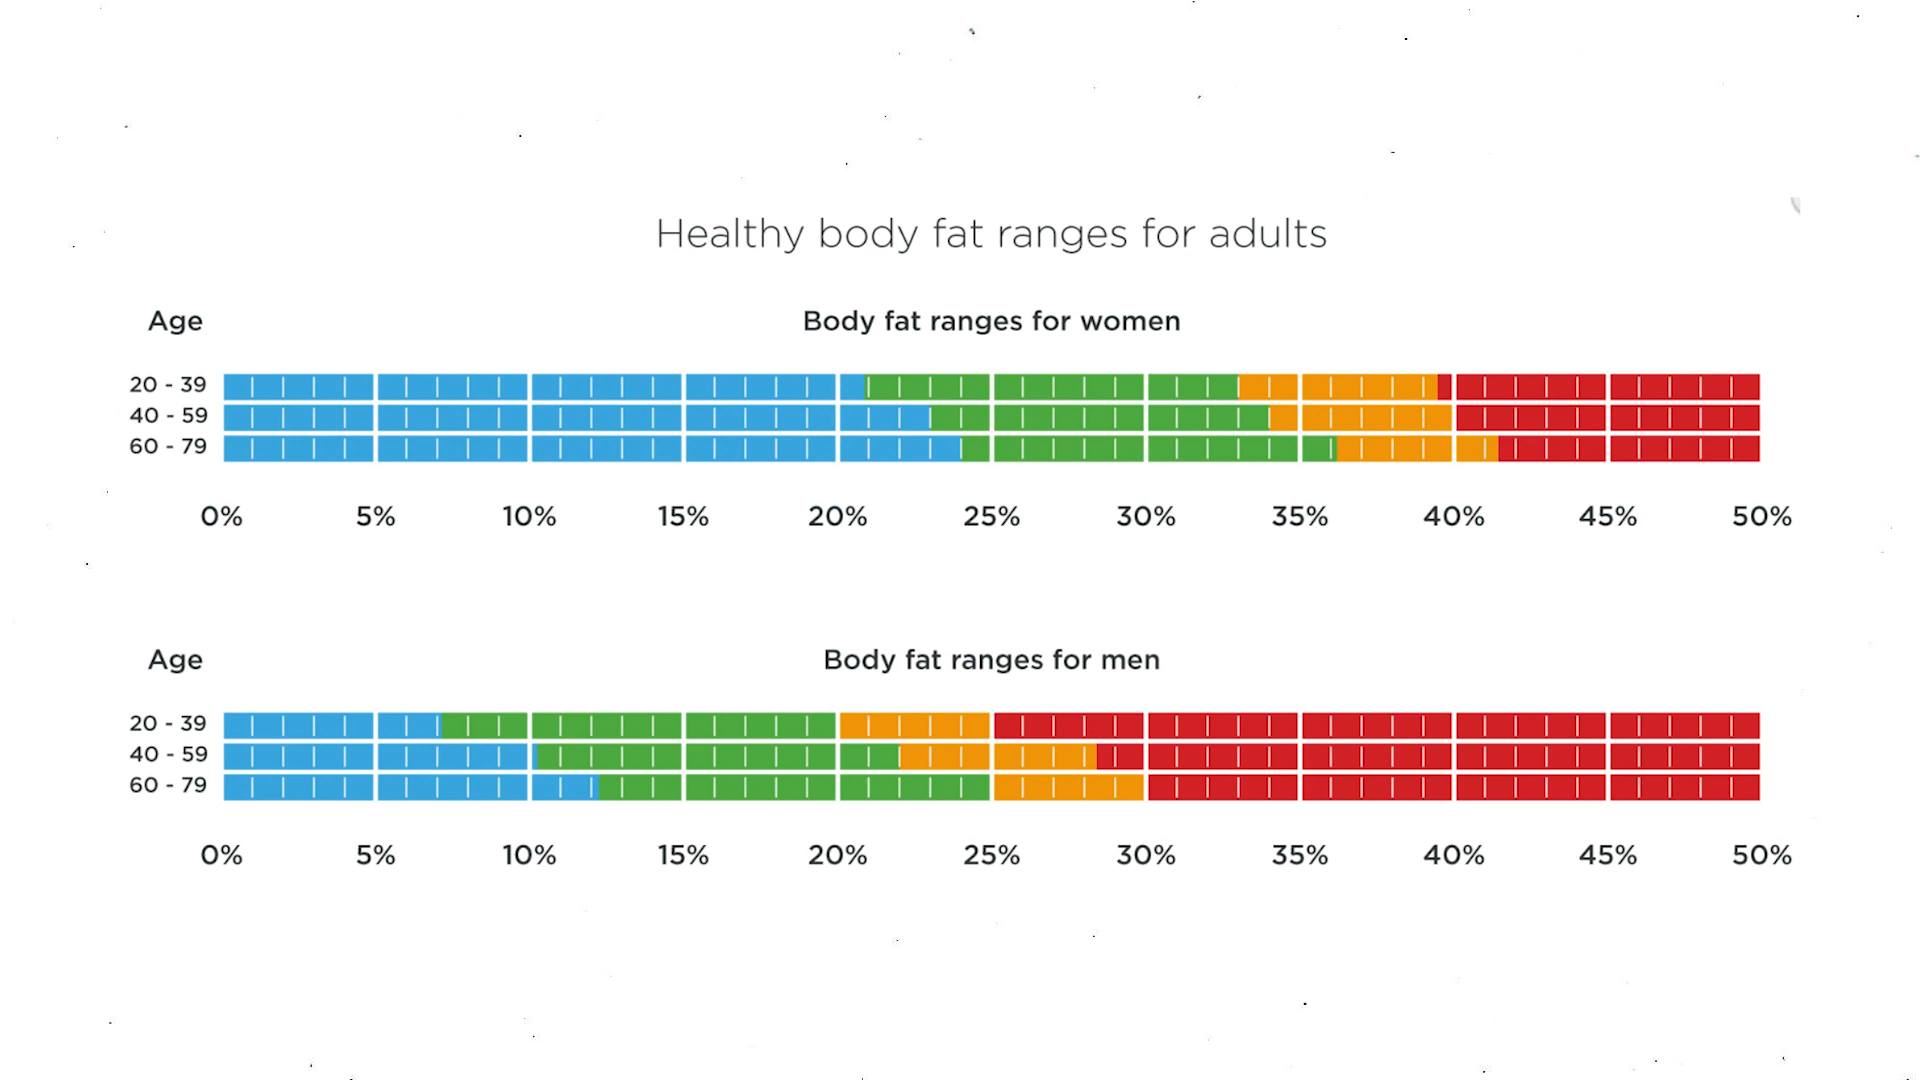 Healthy body fat ranges for adults
Age Body fat ranges for women
20 - 39
40 - 59
60 - 79
0% 5% 10% 15% 20% 25% 30% 35% 40% 45% 50%
Age Body fat ranges for men
20 - 39
40 - 59
60 - 79
0% 5% 10% 15% 20% 25% 30% 35% 40% 45% 50%